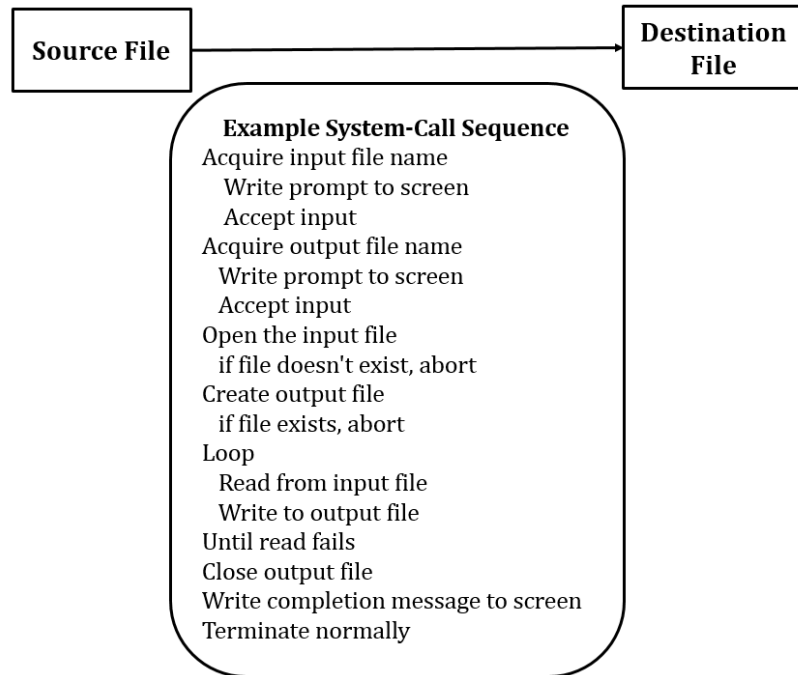 Source File
Destination
File
Example System-Call Sequence
Acquire input file name
Write prompt to screen
Accept input
Acquire output file name
Write prompt to screen
Accept input
Open the input file
if file doesn't exist, abort
Create output file
if file exists, abort
Loop
Read from input file
Write to output file
Until read fails
Close output file
Write completion message to screen
Terminate normally